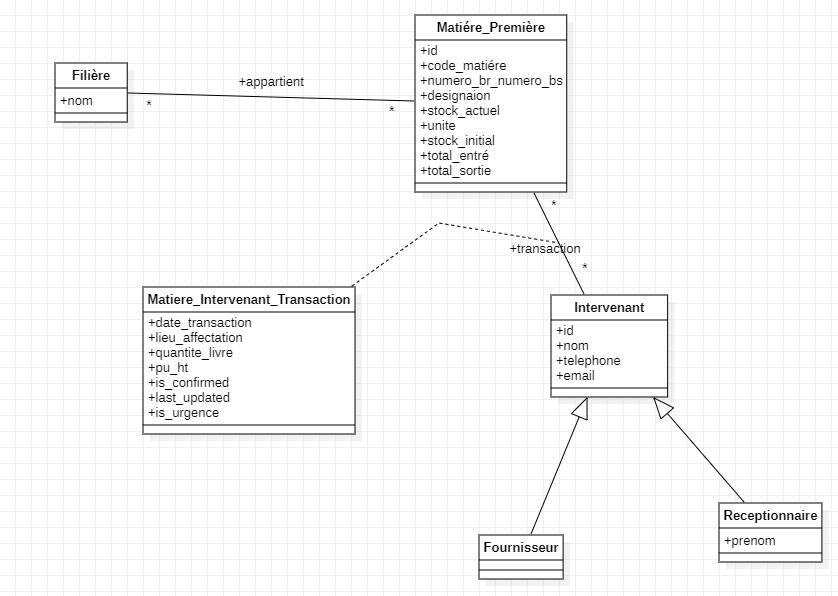 Matiére_Première
+id
+code_matiére
+numero_br_numero_bs
+designaion
+stock_actuel
+unite
+stock_initial
+total_entré
+total_sortie
Filière
+nom
+appartient
*
*
*
+transaction
*
Matiere_Intervenant_Transaction
+date_transaction
+lieu_affectation
+quantite_livre
+pu_ht
+is_confirmed
+last_updated
+is_urgence
Intervenant
+id
+nom
+telephone
+email
Fournisseur
Receptionnaire
+prenom